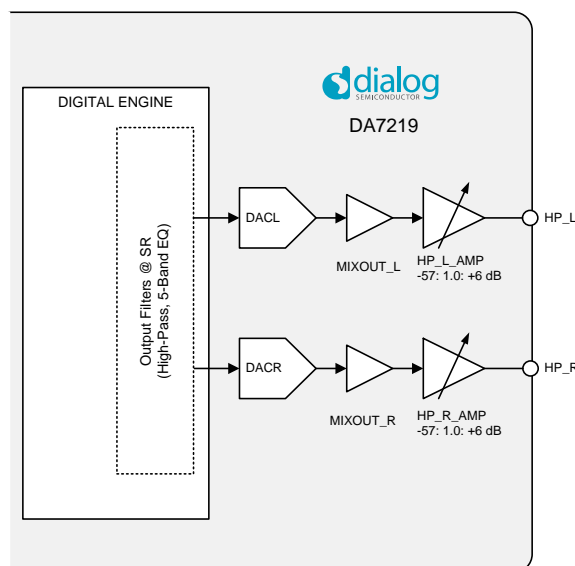 dialog
SEMICONDUCTOR
DA7219
DIGITAL ENGINE
Output Filters @ SR
(High-Pass, 5-Band EQ)
DACL
MIXOUT_L
HP_L_AMP
-57: 1.0: +6 dB
HP_L
DACR
MIXOUT_R
HP_R_AMP
-57: 1.0: +6 dB
HP_R